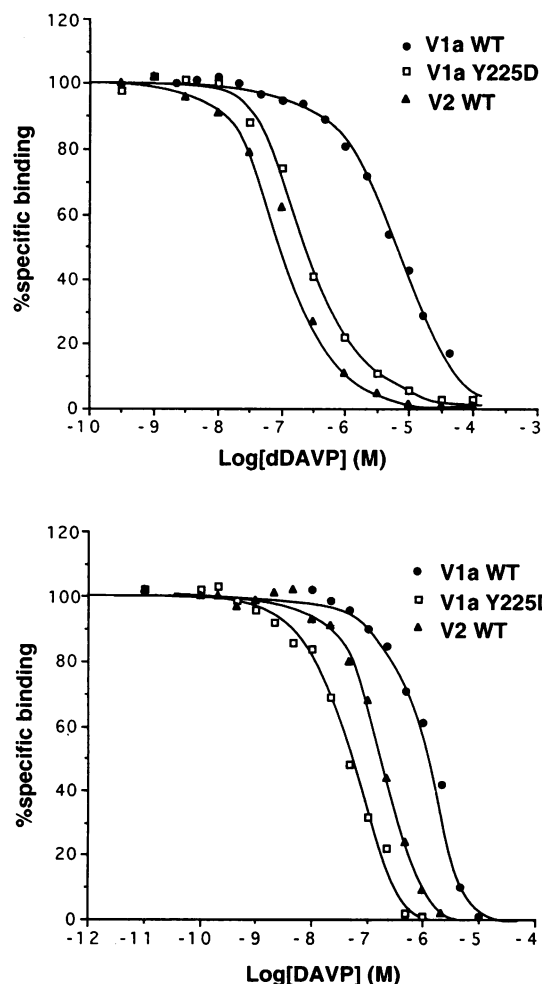 120
V1a WT
V1a Y225D
V2 WT
100
80
60
40
20
0
%specific binding
-10 -9 -8 -7 -6 -5 -4 -3
Log[dDAVP] (M)
120
V1a WT
V1a Y225D
V2 WT
100
80
60
40
20
0
%specific binding
-12 -11 -10 -9 -8 -7 -6 -5 -4
Log[DAVP] (M)